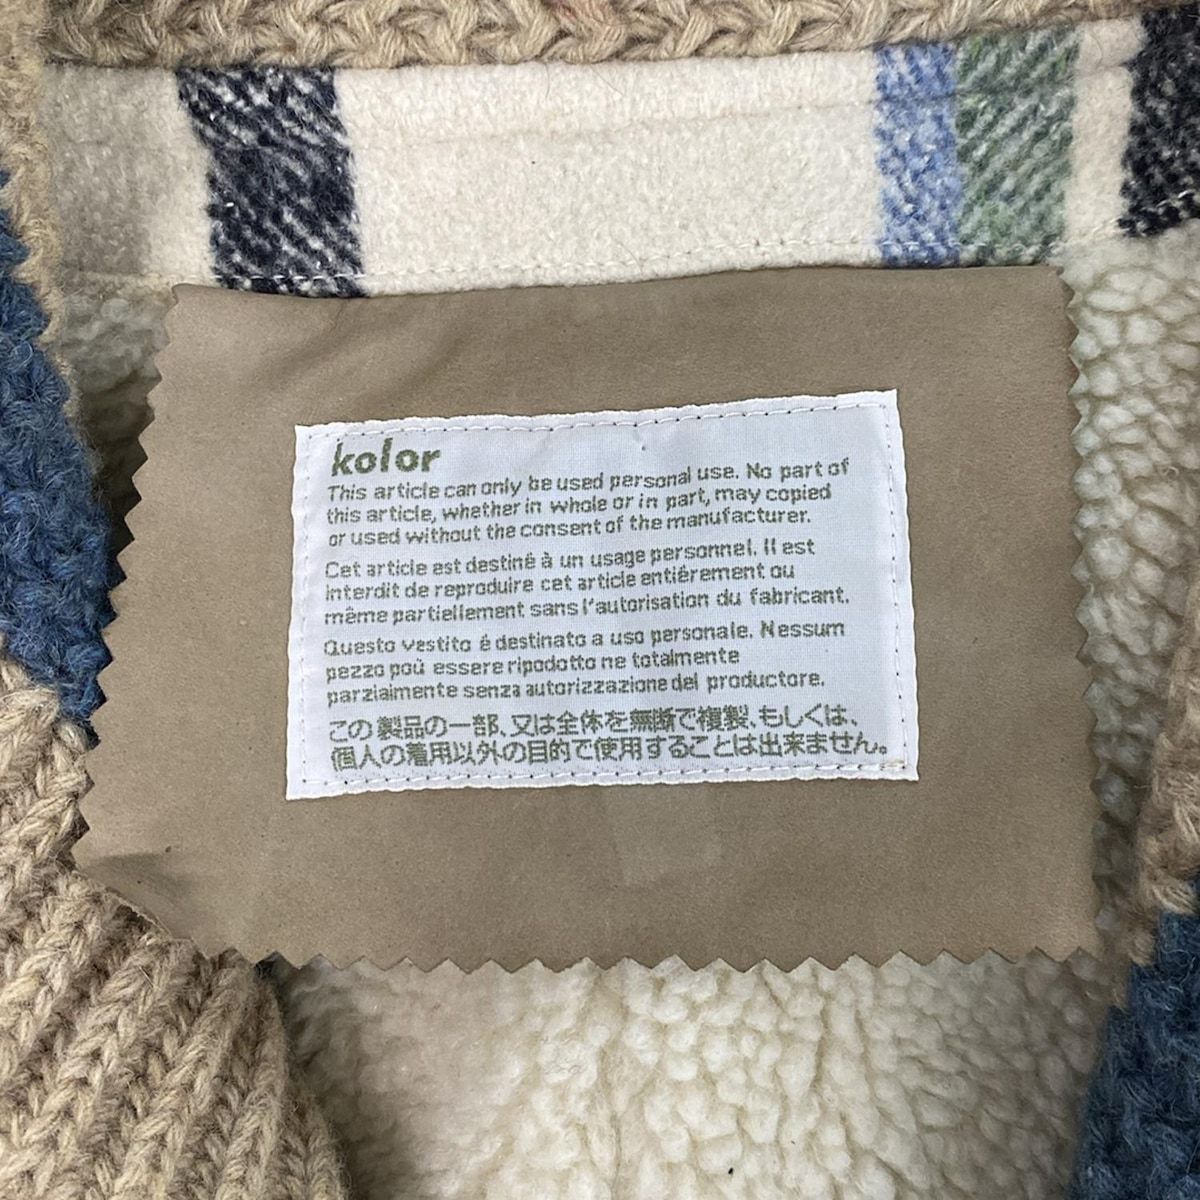 kolor
This article can only be used personal use. No part of
this article, whether in whole or in part, may copied
or used without the consent of the manufacturer.
Cet article est destiné à un usage personnel. Il est
interdit de reproduire cet article entiérement ou
même partiellement sans l'autorisation du fabricant.
Questo vestito é destinato a uso personale. Nessum
pezzo poü essere ripodotto ne totalmente
parzialmente senza autorizzazione del productore.
この製品の一部、又は全体を無断で複製、もしくは、
個人の着用以外の目的で使用することは出来ません。